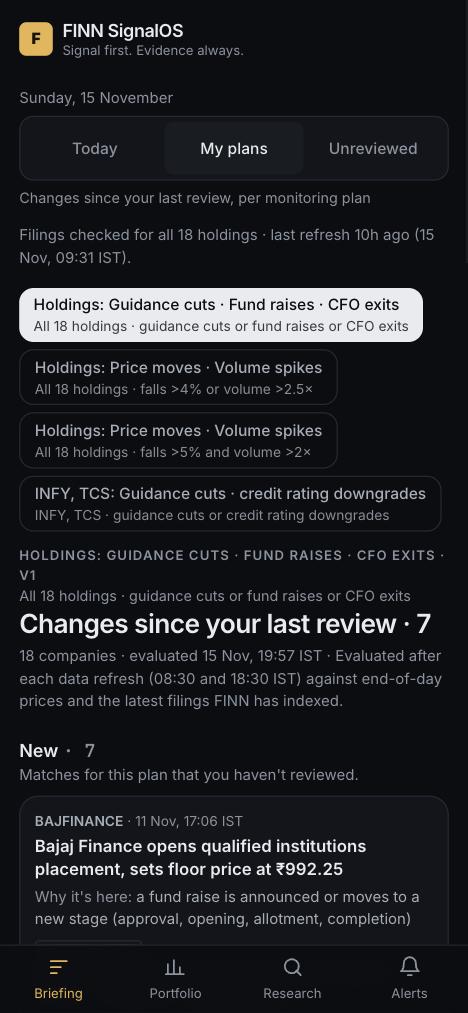 F
FINN SignalOS
Signal first. Evidence always.
Sunday, 15 November
Today
My plans
Unreviewed
Changes since your last review, per monitoring plan
Filings checked for all 18 holdings · last refresh 10h ago (15
Nov, 09:31 IST).
Holdings: Guidance cuts · Fund raises · CFO exits
All 18 holdings · guidance cuts or fund raises or CFO exits
Holdings: Price moves · Volume spikes
All 18 holdings · falls >4% or volume >2.5×
Holdings: Price moves · Volume spikes
All 18 holdings · falls >5% and volume >2×
INFY, TCS: Guidance cuts · credit rating downgrades
INFY, TCS · guidance cuts or credit rating downgrades
HOLDINGS: GUIDANCE CUTS · FUND RAISES · CFO EXITS ·
V1
All 18 holdings · guidance cuts or fund raises or CFO exits
Changes since your last review · 7
18 companies · evaluated 15 Nov, 19:57 IST · Evaluated after
each data refresh (08:30 and 18:30 IST) against end-of-day
prices and the latest filings FINN has indexed.
New · 7
Matches for this plan that you haven't reviewed.
BAJFINANCE · 11 Nov, 17:06 IST
Bajaj Finance opens qualified institutions
placement, sets floor price at ₹992.25
Why it's here: a fund raise is announced or moves to a
new stage (approval, opening, allotment, completion)
Briefing
Portfolio
Research
Alerts